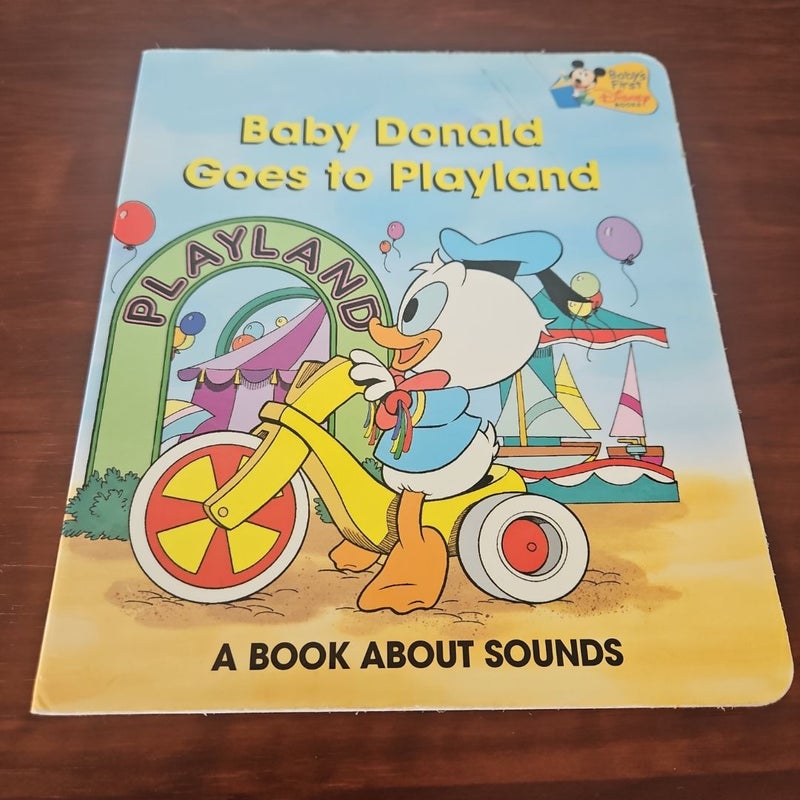 Baby's
First
Disney
BOOKS
Baby Donald
Goes to Playland
PLAYLAND
A BOOK ABOUT SOUNDS